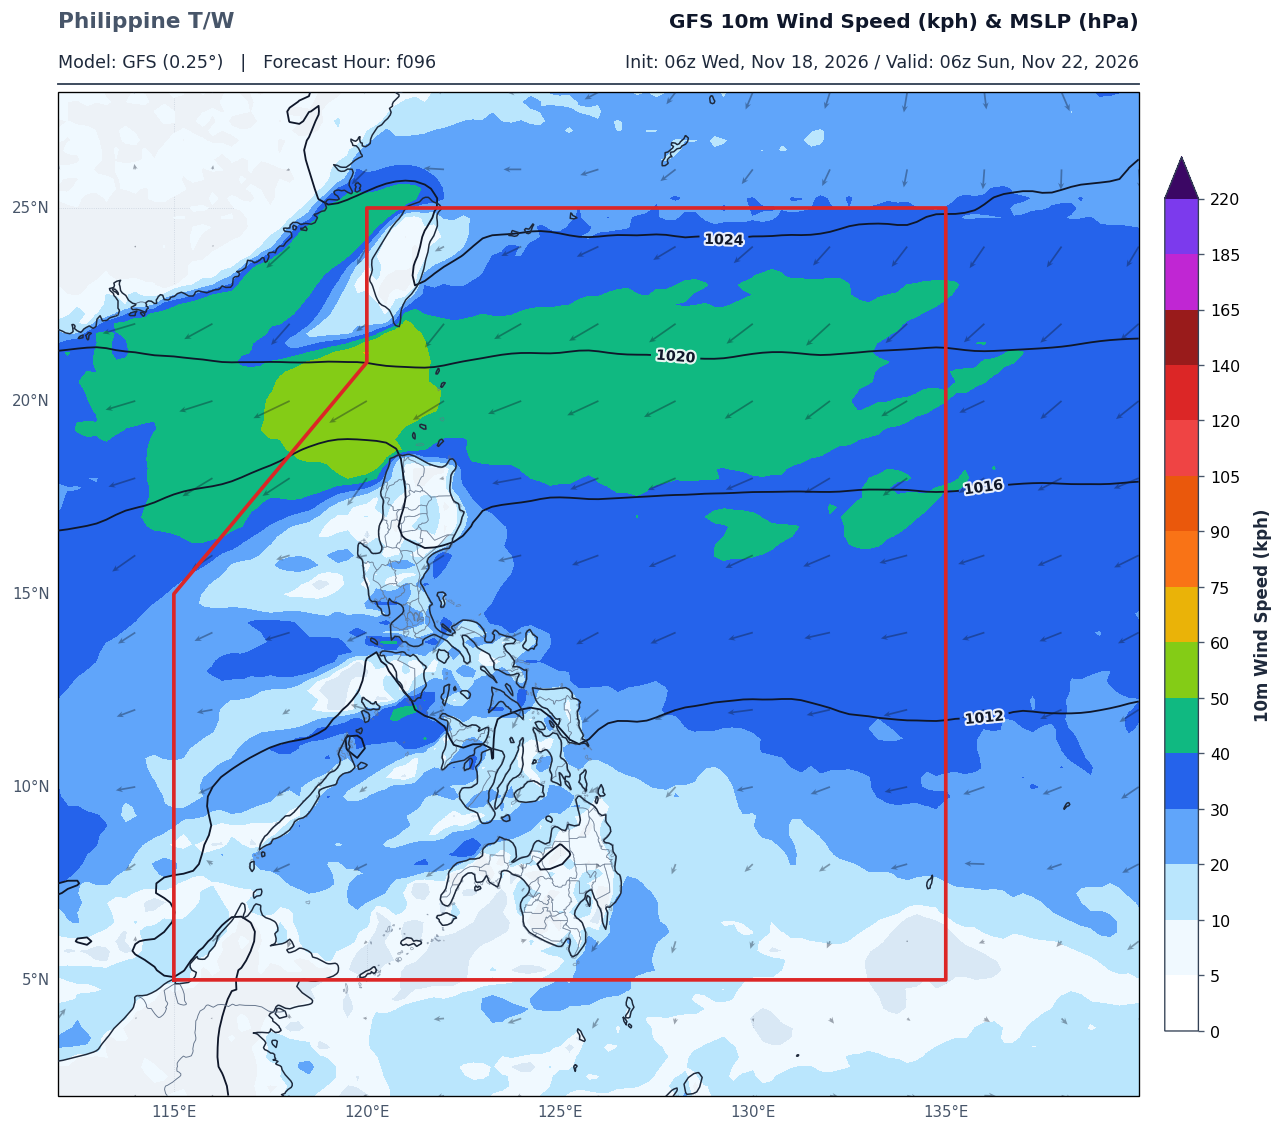 Philippine T/W
GFS 10m Wind Speed (kph) & MSLP (hPa)
Model: GFS (0.25°)   |   Forecast Hour: f096
Init: 06z Wed, Nov 18, 2026 / Valid: 06z Sun, Nov 22, 2026
25°N
20°N
15°N
10°N
5°N
115°E
120°E
125°E
130°E
135°E
1024
1020
1016
1012
220
185
165
140
120
105
90
75
60
50
40
30
20
10
5
0
10m Wind Speed (kph)